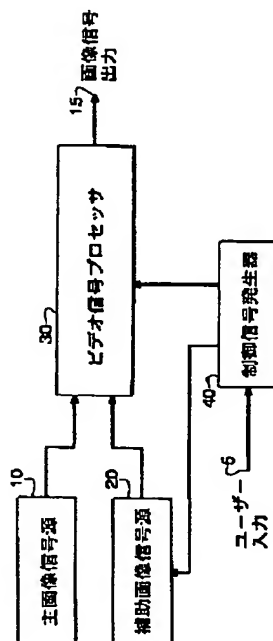 10
主画像信号源
20
補助画像信号源
30
ビデオ信号プロセッサ
15
画像信号
出力
40
制御信号発生器
5
ユーザー
入力